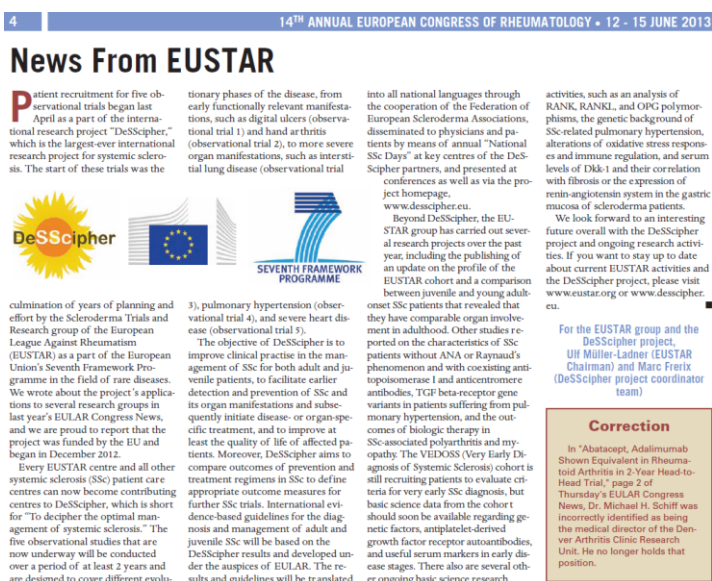 4
14TH ANNUAL EUROPEAN CONGRESS OF RHEUMATOLOGY • 12 - 15 JUNE 2013
News From EUSTAR
Patient recruitment for five ob-
servational trials began last
April as a part of the interna-
tional research project "DeSScipher,"
which is the largest-ever international
research project for systemic sclero-
sis. The start of these trials was the
DeSScipher
culmination of years of planning and
effort by the Scleroderma Trials and
Research group of the European
League Against Rheumatism
(EUSTAR) as a part of the European
Union's Seventh Framework Pro-
gramme in the field of rare diseases.
We wrote about the project's applica-
tions to several research groups in
last year's EULAR Congress News,
and we are proud to report that the
project was funded by the EU and
began in December 2012.
Every EUSTAR centre and all other
systemic sclerosis (SSc) patient care
centres can now become contributing
centres to DeSScipher, which is short
for "To decipher the optimal man-
agement of systemic sclerosis." The
five observational studies that are
now underway will be conducted
over a period of at least 2 years and
are designed to cover different evolu-
tionary phases of the disease, from
early functionally relevant manifesta-
tions, such as digital ulcers (observa-
tional trial 1) and hand arthritis
(observational trial 2), to more severe
organ manifestations, such as intersti-
tial lung disease (observational trial
SEVENTH FRAMEWORK
PROGRAMME
3), pulmonary hypertension (obser-
vational trial 4), and severe heart dis-
ease (observational trial 5).
The objective of DeSScipher is to
improve clinical practise in the man-
agement of SSc for both adult and ju-
venile patients, to facilitate earlier
detection and prevention of SSc and
its organ manifestations and subse-
quently initiate disease- or organ-spe-
cific treatment, and to improve at
least the quality of life of affected pa-
tients. Moreover, DeSScipher aims to
compare outcomes of prevention and
treatment regimens in SSc to define
appropriate outcome measures for
further SSc trials. International evi-
dence-based guidelines for the diag-
nosis and management of adult and
juvenile SSc will be based on the
DeSScipher results and developed un-
der the auspices of EULAR. The re-
sults and guidelines will be translated
into all national languages through
the cooperation of the Federation of
European Scleroderma Associations,
disseminated to physicians and pa-
tients by means of annual "National
SSc Days" at key centres of the DeS-
Scipher partners, and presented at
conferences as well as via the pro-
ject homepage,
www.desscipher.eu.
Beyond DeSScipher, the EU-
STAR group has carried out sever-
al research projects over the past
year, including the publishing of
an update on the profile of the
EUSTAR cohort and a comparison
between juvenile and young adult-
onset SSc patients that revealed that
they have comparable organ involve-
ment in adulthood. Other studies re-
ported on the characteristics of SSc
patients without ANA or Raynaud's
phenomenon and with coexisting anti-
topoisomerase I and anticentromere
antibodies, TGF beta-receptor gene
variants in patients suffering from pul-
monary hypertension, and the out-
comes of biologic therapy in
SSc-associated polyarthritis and my-
opathy. The VEDOSS (Very Early Di-
agnosis of Systemic Sclerosis) cohort is
still recruiting patients to evaluate cri-
teria for very early SSc diagnosis, but
basic science data from the cohort
should soon be available regarding ge-
netic factors, antiplatelet-derived
growth factor receptor autoantibodies,
and useful serum markers in early dis-
ease stages. There also are several oth-
er ongoing basic science research
activities, such as an analysis of
RANK, RANKL, and OPG polymor-
phisms, the genetic background of
SSc-related pulmonary hypertension,
alterations of oxidative stress respons-
es and immune regulation, and serum
levels of Dkk-1 and their correlation
with fibrosis or the expression of
renin-angiotensin system in the gastric
mucosa of scleroderma patients.
We look forward to an interesting
future overall with the DeSScipher
project and ongoing research activi-
ties. If you want to stay up to date
about current EUSTAR activities and
the DeSScipher project, please visit
www.eustar.org or www.desscipher.
eu.
For the EUSTAR group and the
DeSScipher project,
Ulf Müller-Ladner (EUSTAR
Chairman) and Marc Frerix
(DeSScipher project coordinator
team)
Correction
In "Abatacept, Adalimumab
Shown Equivalent in Rheuma-
toid Arthritis in 2-Year Head-to-
Head Trial," page 2 of
Thursday's EULAR Congress
News, Dr. Michael H. Schiff was
incorrectly identified as being
the medical director of the Den-
ver Arthritis Clinic Research
Unit. He no longer holds that
position.